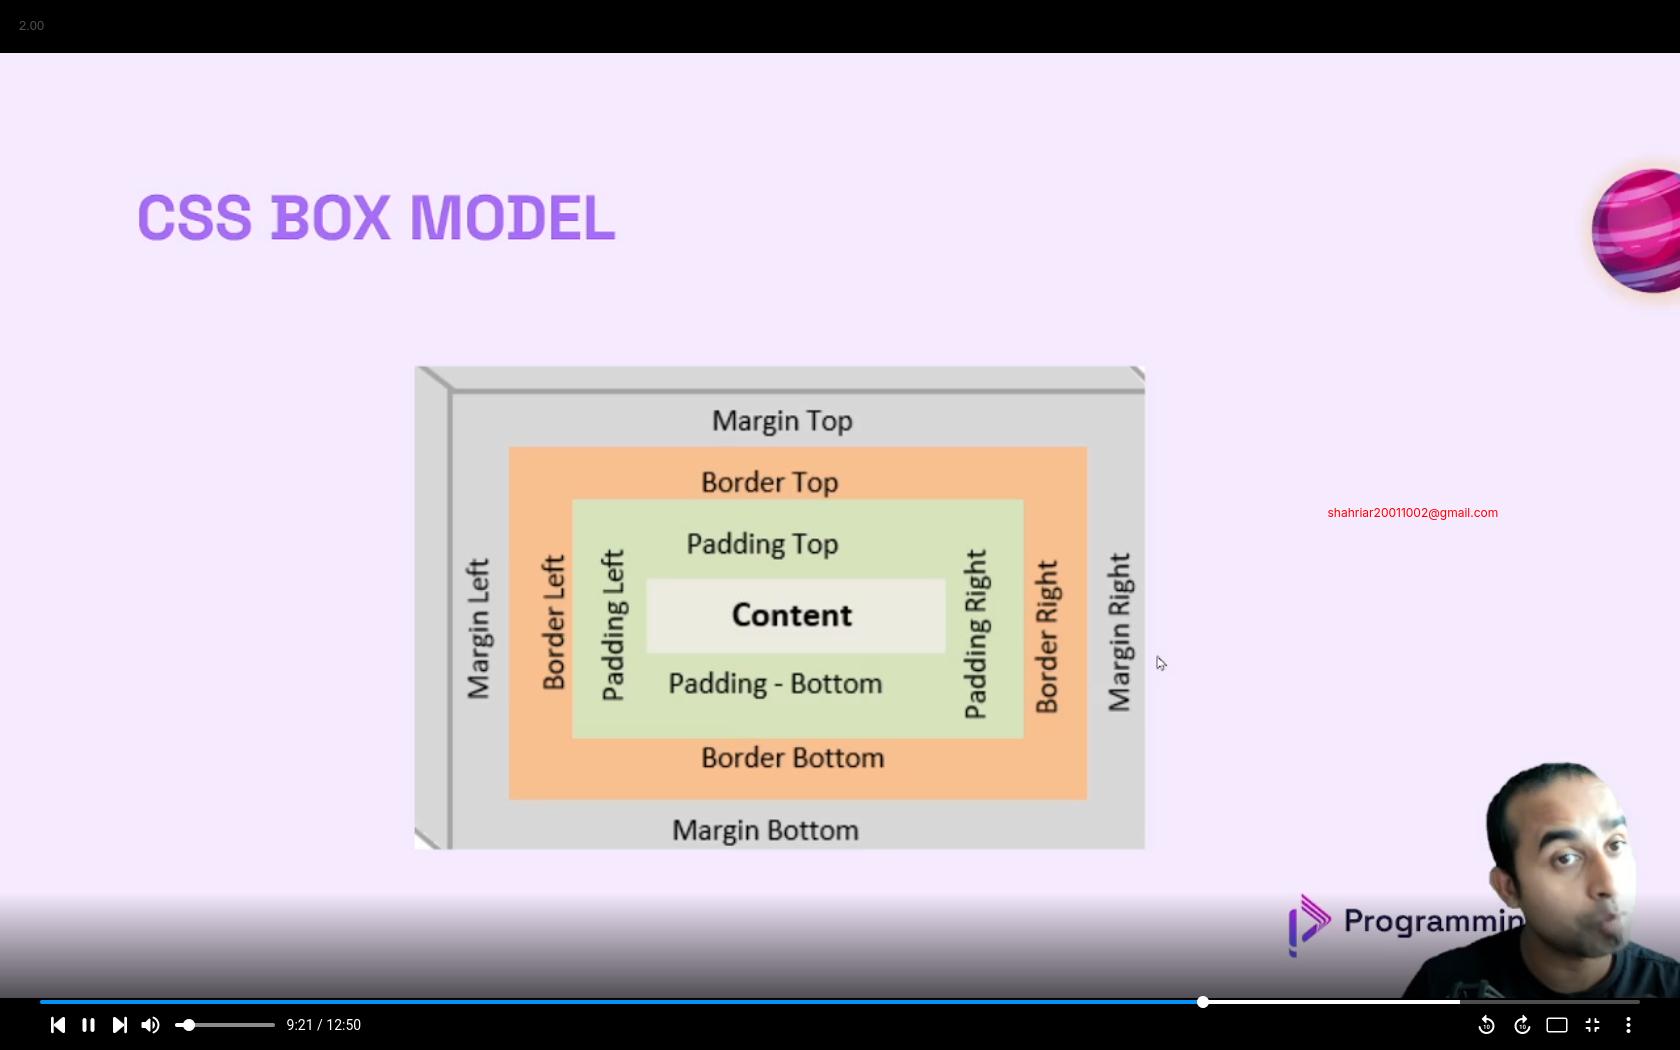 2.00
CSS BOX MODEL
Margin Top
Border Top
Padding Top
Margin Left
Border Left
Padding Left
Content
Padding Right
Border Right
Margin Right
Padding - Bottom
Border Bottom
Margin Bottom
shahriar20011002@gmail.com
Programmin
9:21 / 12:50
10
10